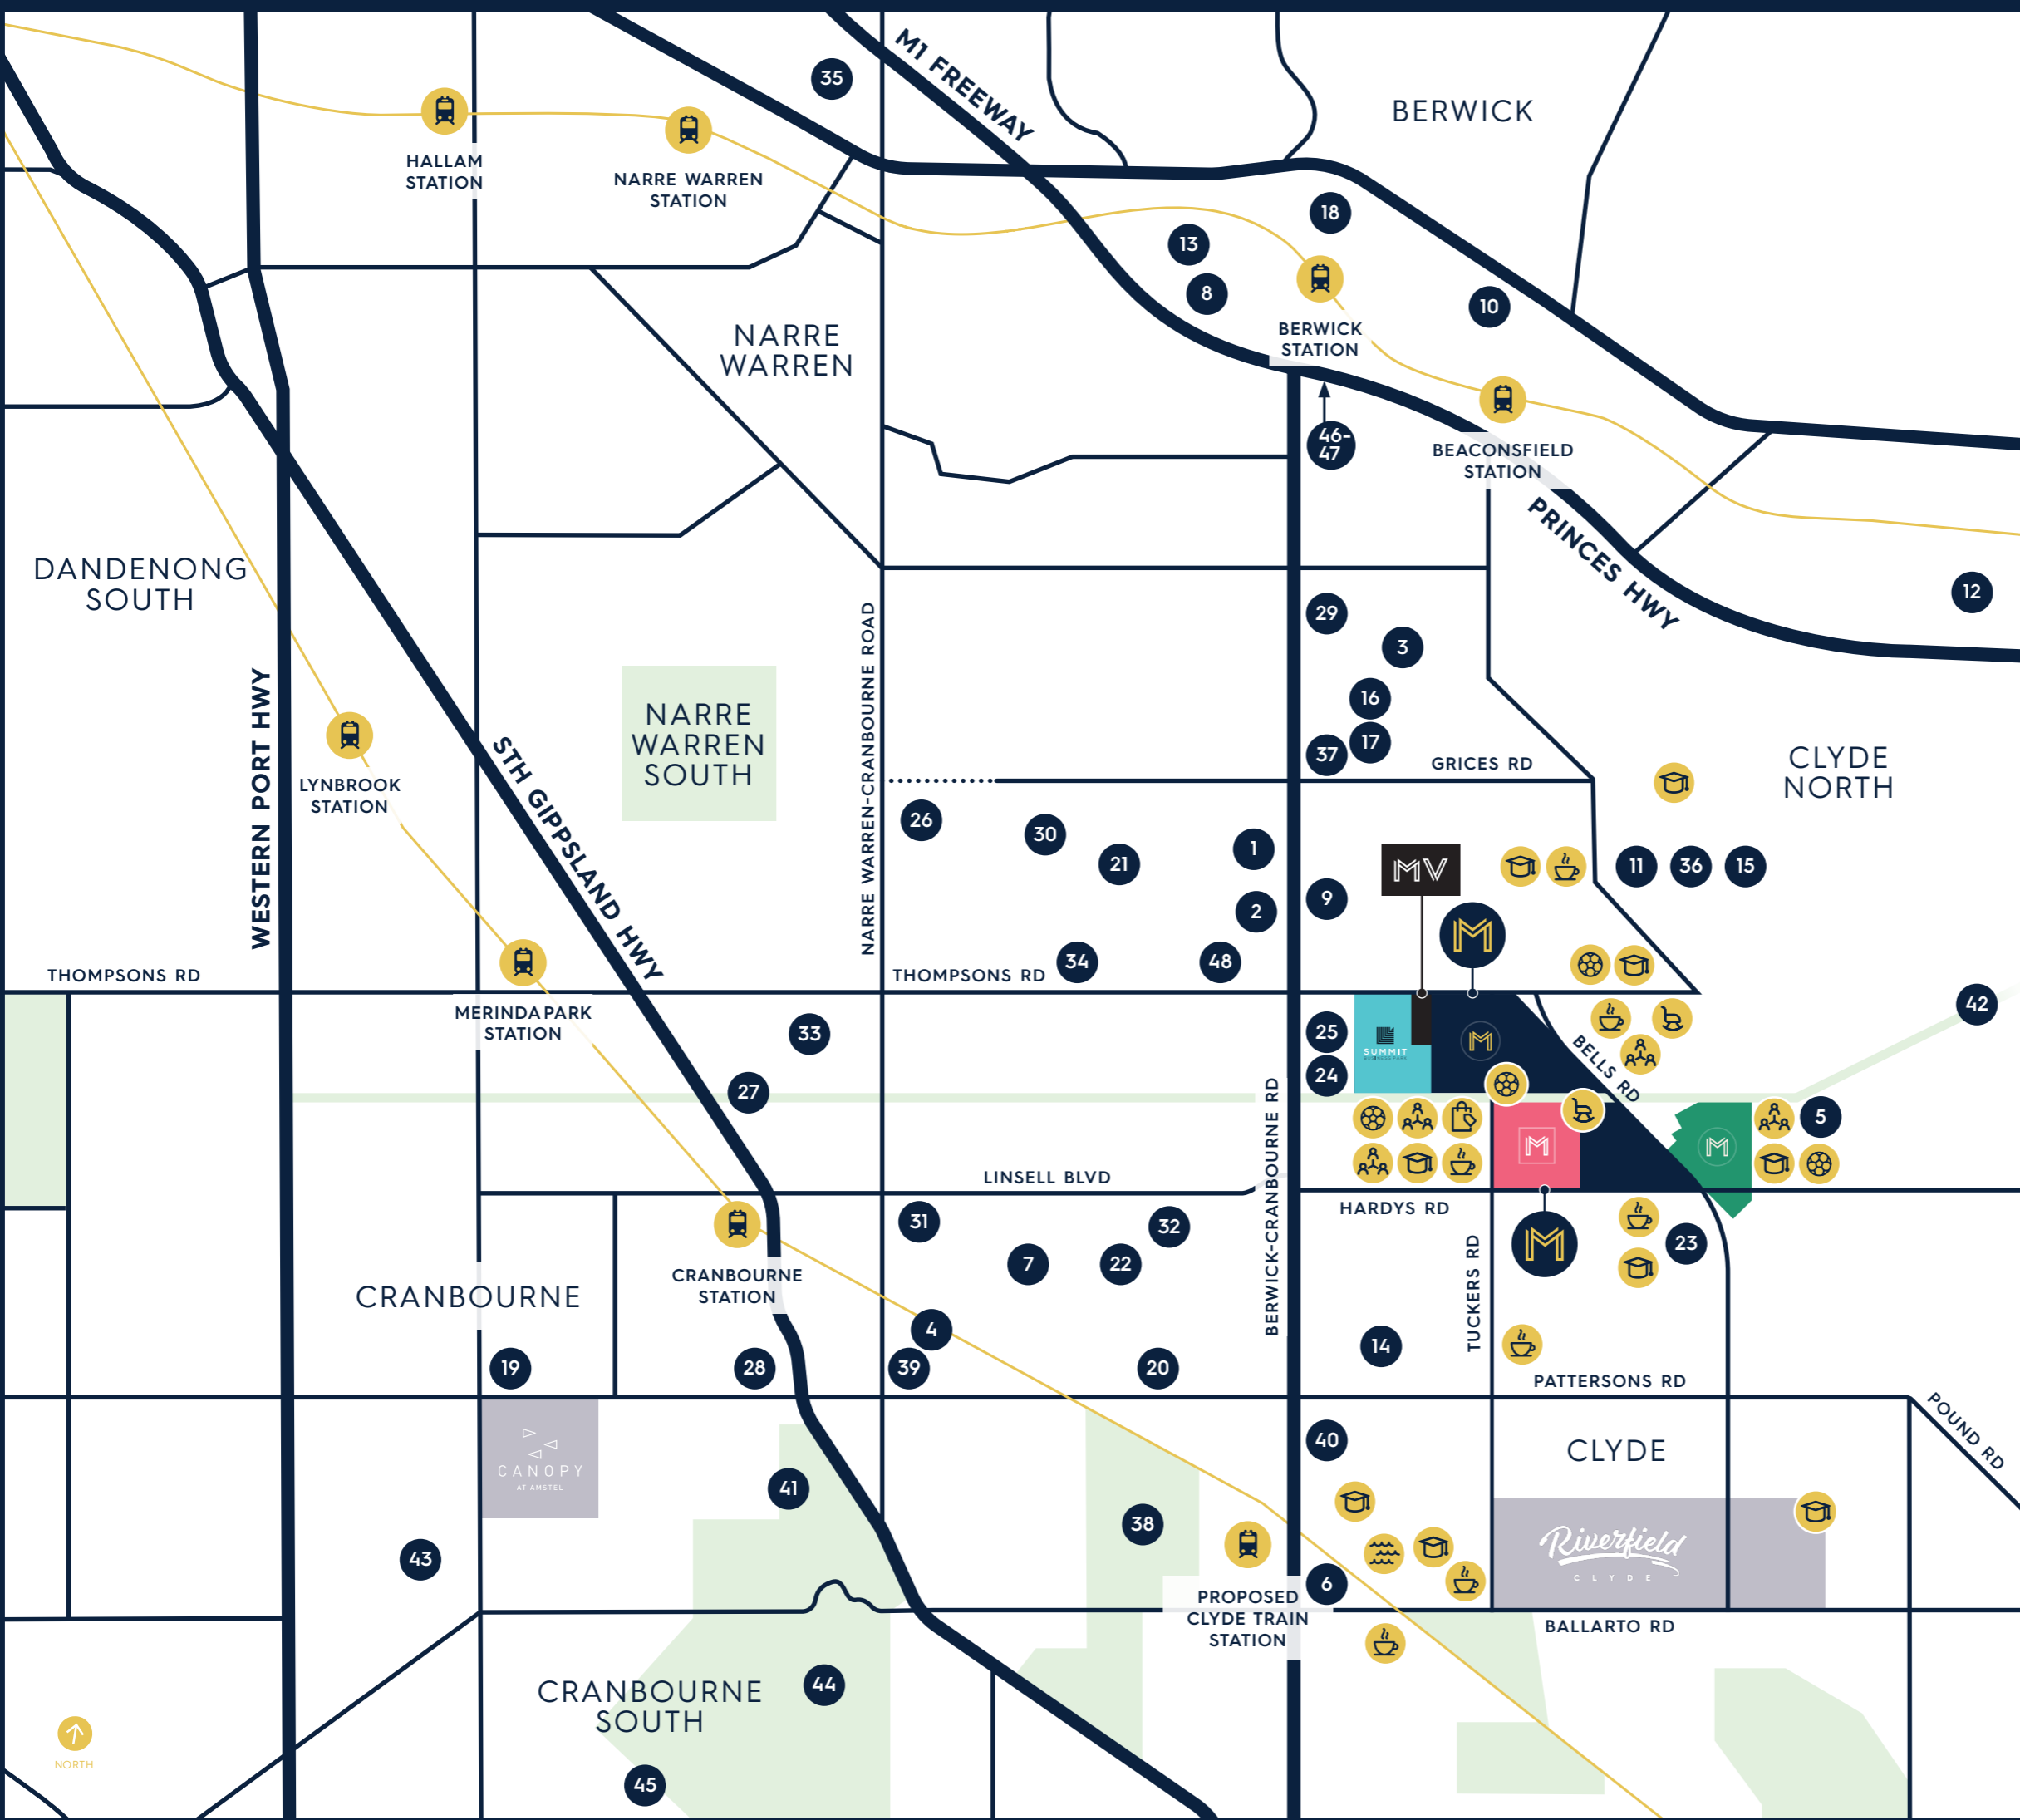 M1 FREEWAY
35
BERWICK
HALLAM
STATION
NARRE WARREN
STATION
18
13
8
10
BERWICK
STATION
NARRE
WARREN
46-
47
BEACONSFIELD
STATION
PRINCES HWY
DANDENONG
SOUTH
12
29
3
16
17
37
GRICES RD
NARRE WARREN-CRANBOURNE ROAD
WESTERN PORT HWY
NARRE
WARREN
SOUTH
STH GIPPSLAND HWY
CLYDE
NORTH
LYNBROOK
STATION
26
30
21
1
2
9
MV
M
11
36
15
34
48
THOMPSONS RD
THOMPSONS RD
MERINDA PARK
STATION
42
33
25
24
SUMMIT
BUSINESS PARK
M
BELLS RD
27
BERWICK-CRANBOURNE RD
M
M
5
LINSELL BLVD
HARDYS RD
31
32
7
22
TUCKERS RD
M
23
CRANBOURNE
CRANBOURNE
STATION
4
14
19
28
39
20
PATTERSONS RD
POUND RD
CANOPY
AT AMSTEL
41
40
CLYDE
38
43
Riverfield
CLYDE
6
PROPOSED
CLYDE TRAIN
STATION
BALLARTO RD
44
CRANBOURNE
SOUTH
45
NORTH